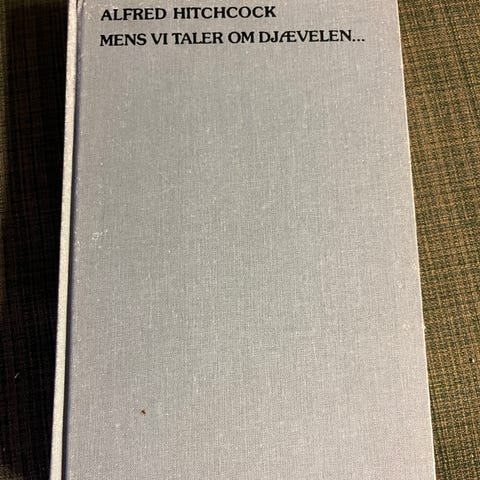 ALFRED HITCHCOCK
MENS VI TALER OM DJÆVELEN...